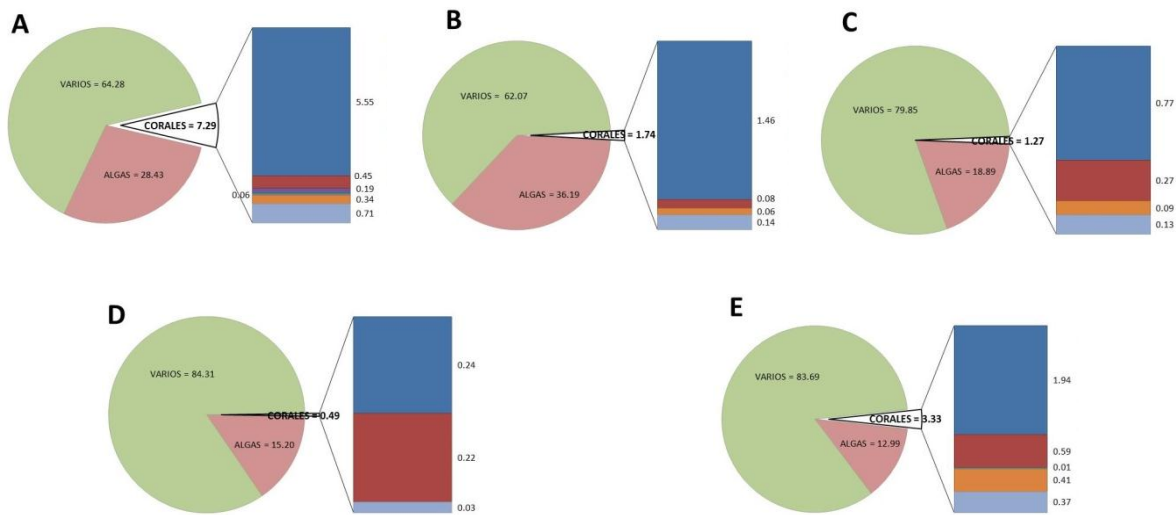 A
VARIOS = 64.28
CORALES = 7.29
ALGAS = 28.43
5.55
0.45
0.19
0.06
0.34
0.71
B
VARIOS = 62.07
CORALES = 1.74
ALGAS = 36.19
1.46
0.08
0.06
0.14
C
VARIOS = 79.85
CORALES = 1.27
ALGAS = 18.89
0.77
0.27
0.09
0.13
D
VARIOS = 84.31
CORALES = 0.49
ALGAS = 15.20
0.24
0.22
0.03
E
VARIOS = 83.69
CORALES = 3.33
ALGAS = 12.99
1.94
0.59
0.01
0.41
0.37